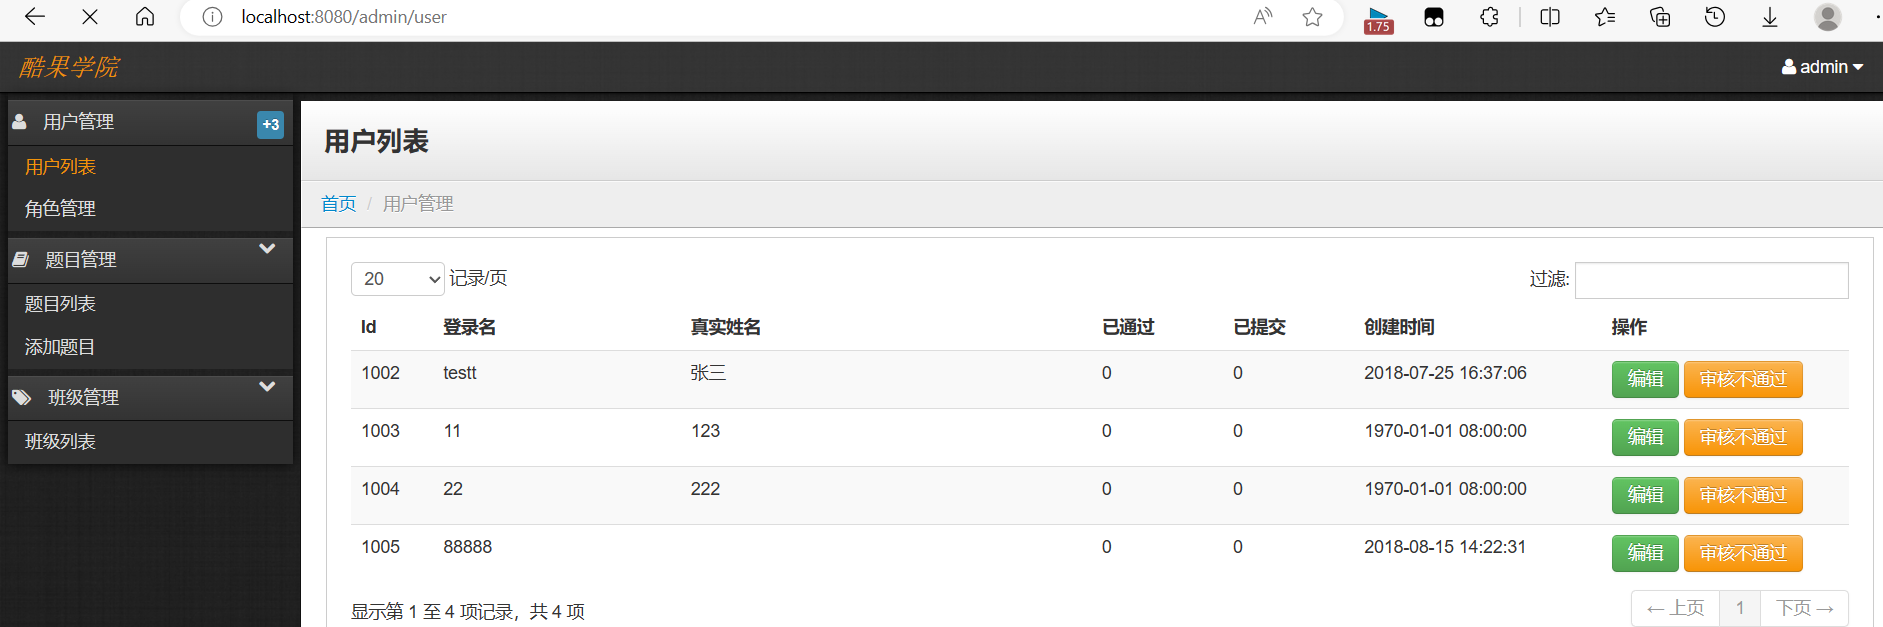 localhost:8080/admin/user
1.75
酷果学院
admin
用户管理 +3
用户列表
角色管理
题目管理
题目列表
添加题目
班级管理
班级列表
用户列表
首页 / 用户管理
20 记录/页 过滤:
Id 登录名 真实姓名 已通过 已提交 创建时间 操作
1002 testt 张三 0 0 2018-07-25 16:37:06 编辑 审核不通过
1003 11 123 0 0 1970-01-01 08:00:00 编辑 审核不通过
1004 22 222 0 0 1970-01-01 08:00:00 编辑 审核不通过
1005 88888 0 0 2018-08-15 14:22:31 编辑 审核不通过
显示第 1 至 4 项记录，共 4 项
← 上页 1 下页 →